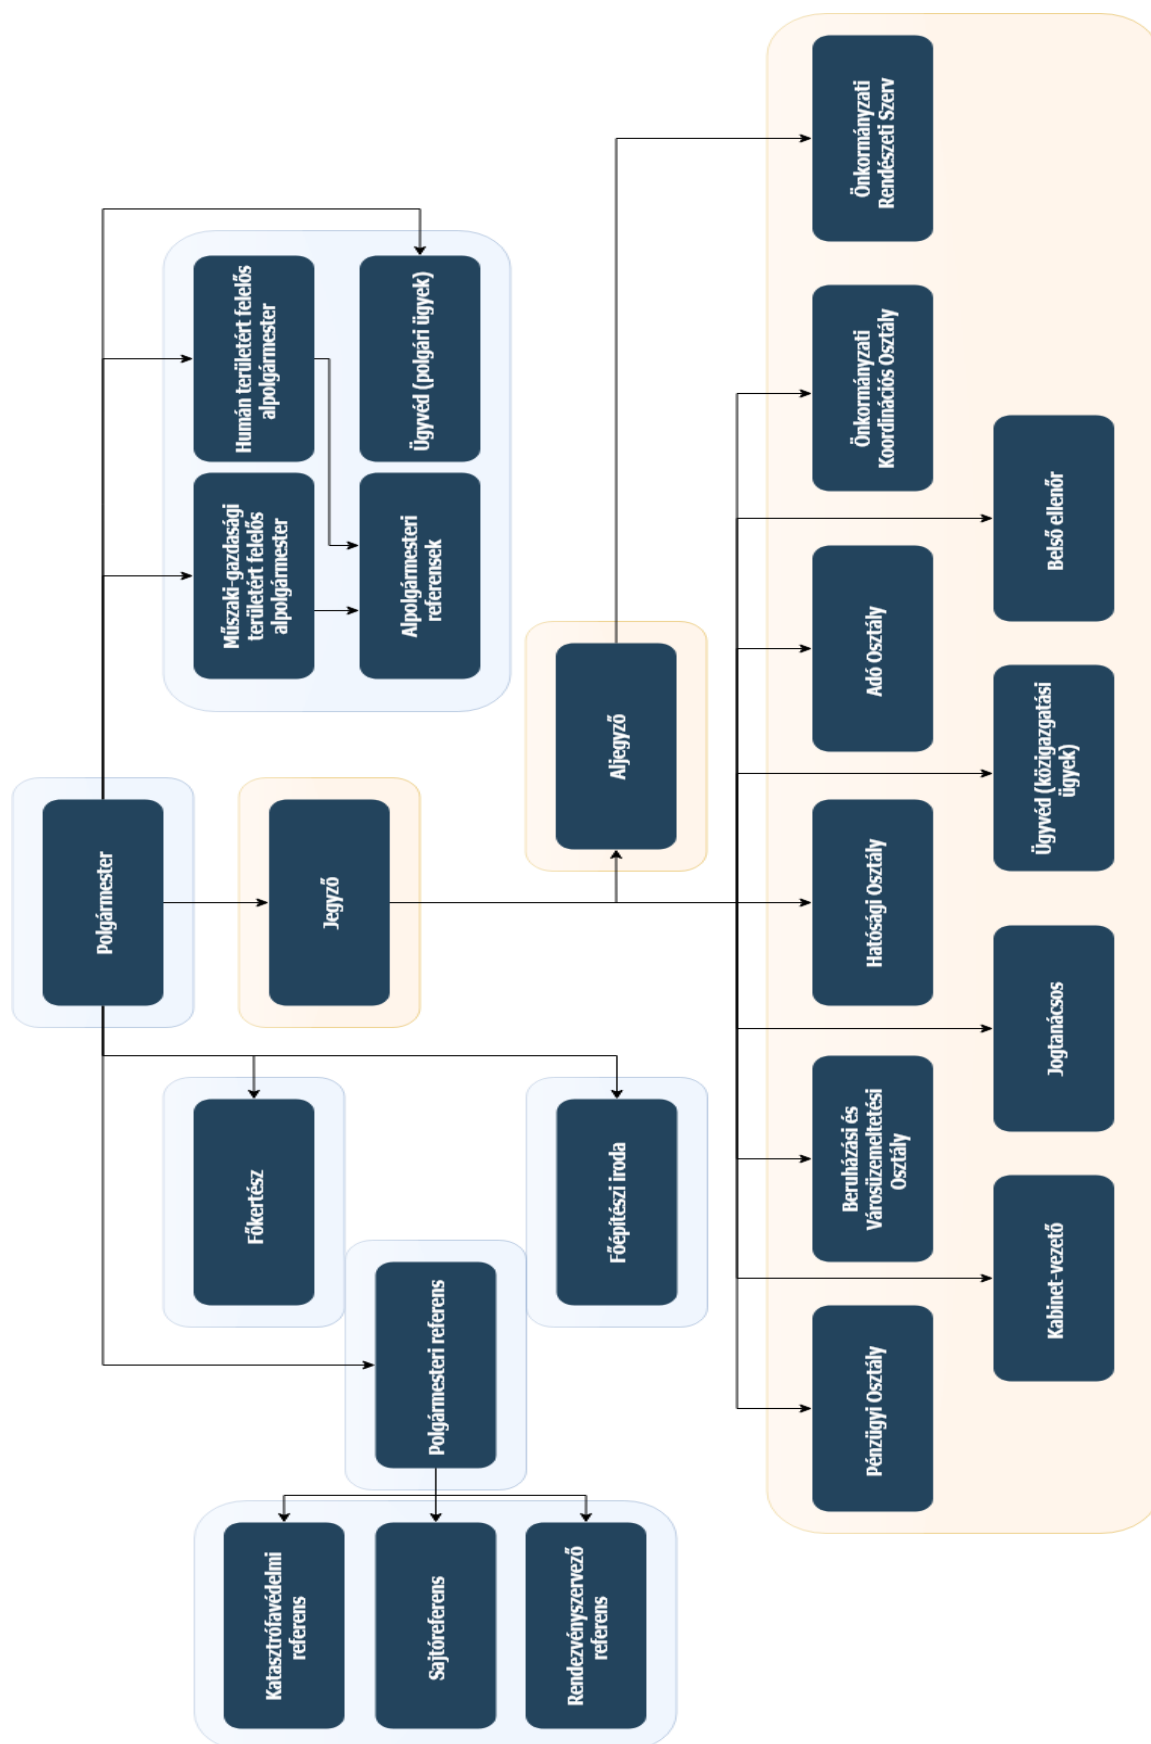 Polgármester
Jegyző
Műszaki-gazdasági
területért felelős
alpolgármester
Humán területért felelős
alpolgármester
Alpolgármesteri
referensek
Ügyvéd (polgári ügyek)
Főkertész
Polgármesteri referens
Főépítészi iroda
Katasztrófavédelmi
referens
Sajtóreferens
Rendezvényszervező
referens
Aljegyző
Pénzügyi Osztály
Beruházási és
Városüzemeltetési
Osztály
Hatósági Osztály
Adó Osztály
Önkormányzati
Koordinációs Osztály
Önkormányzati
Rendészeti Szerv
Kabinet-vezető
Jogtanácsos
Ügyvéd (közigazgatási
ügyek)
Belső ellenőr